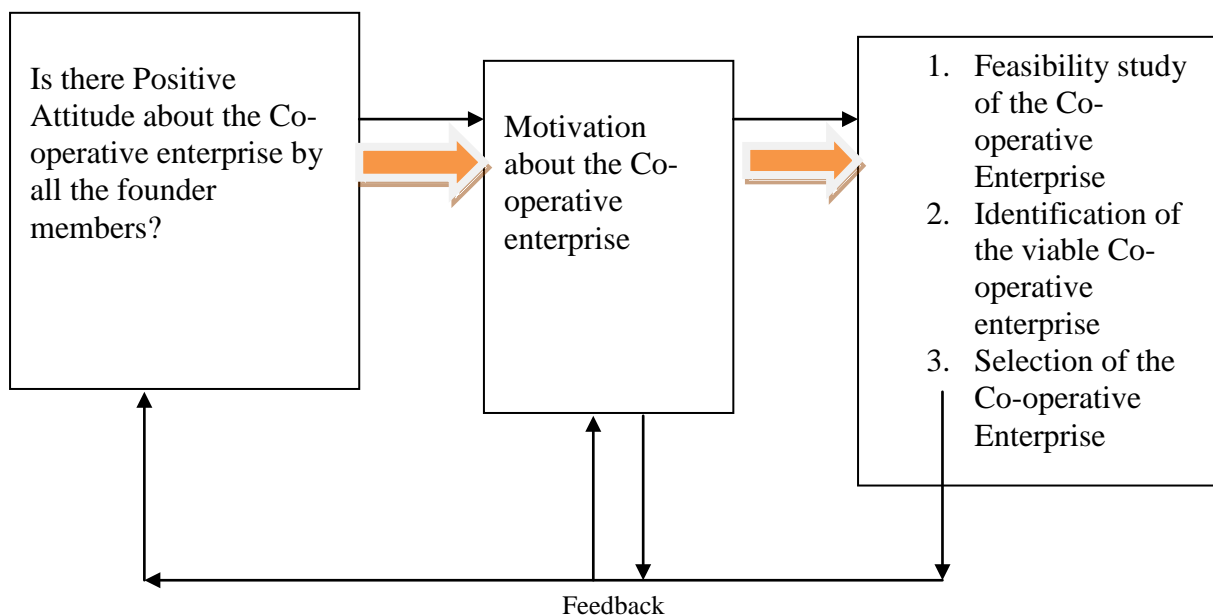 Is there Positive
Attitude about the Co-
operative enterprise by
all the founder
members?
Motivation
about the Co-
operative
enterprise
1. Feasibility study
of the Co-
operative
Enterprise
2. Identification of
the viable Co-
operative
enterprise
3. Selection of the
Co-operative
Enterprise
Feedback